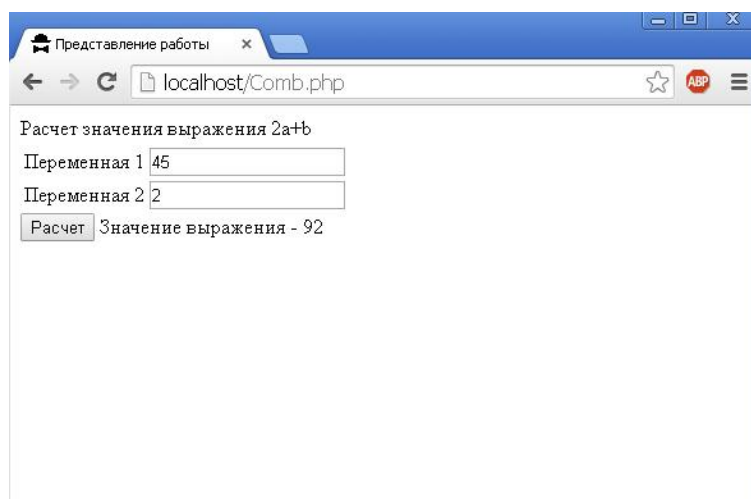 Представление работы
localhost/Comb.php
ABP
Расчет значения выражения 2a+b
Переменная 1 45
Переменная 2 2
Расчет Значение выражения - 92